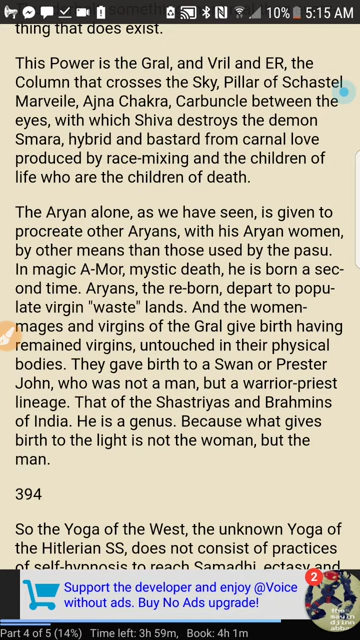 10% 5:15 AM
thing that does exist.
This Power is the Gral, and Vril and ER, the
Column that crosses the Sky, Pillar of Schastel
Marveile, Ajna Chakra, Carbuncle between the
eyes, with which Shiva destroys the demon
Smara, hybrid and bastard from carnal love
produced by race-mixing and the children of
life who are the children of death.
The Aryan alone, as we have seen, is given to
procreate other Aryans, with his Aryan women,
by other means than those used by the pasu.
In magic A-Mor, mystic death, he is born a sec-
ond time. Aryans, the re-born, depart to popu-
late virgin "waste" lands. And the women-
mages and virgins of the Gral give birth having
remained virgins, untouched in their physical
bodies. They gave birth to a Swan or Prester
John, who was not a man, but a warrior-priest
lineage. That of the Shastriyas and Brahmins
of India. He is a genus. Because what gives
birth to the light is not the woman, but the
man.
394
So the Yoga of the West, the unknown Yoga of
the Hitlerian SS, does not consist of practices
of self-hypnosis to reach Samadhi, ectasy and
2
Support the developer and enjoy @Voice
without ads. Buy No Ads upgrade!
Part 4 of 5 (14%) Time left: 3h 59m, Book: 4h 1m